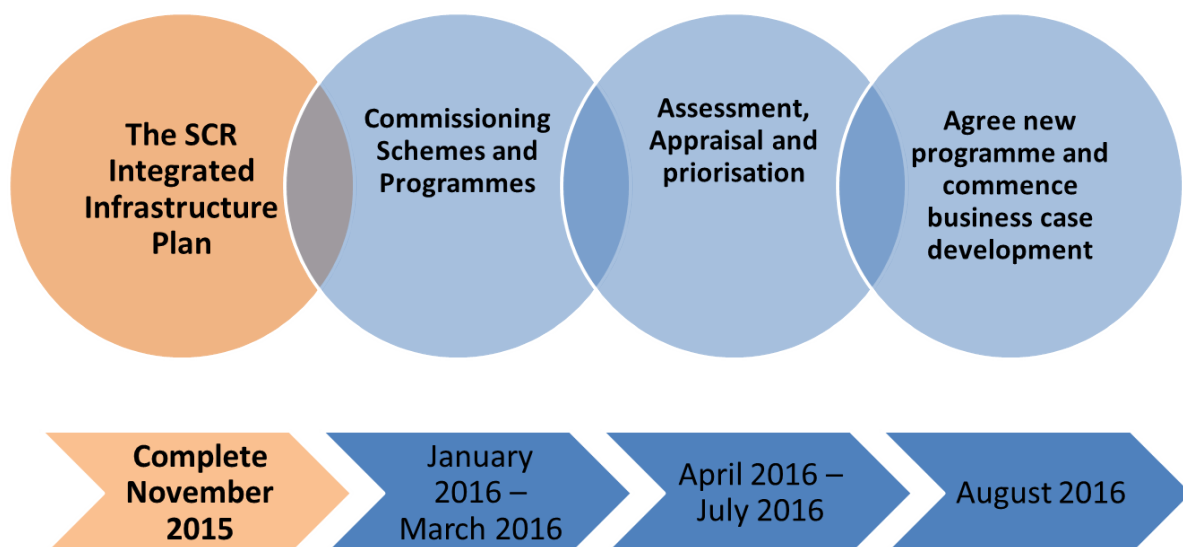 The SCR
Integrated
Infrastructure
Plan
Commissioning
Schemes and
Programmes
Assessment,
Appraisal and
priorisation
Agree new
programme and
commence
business case
development
Complete
November
2015
January
2016 –
March 2016
April 2016 –
July 2016
August 2016